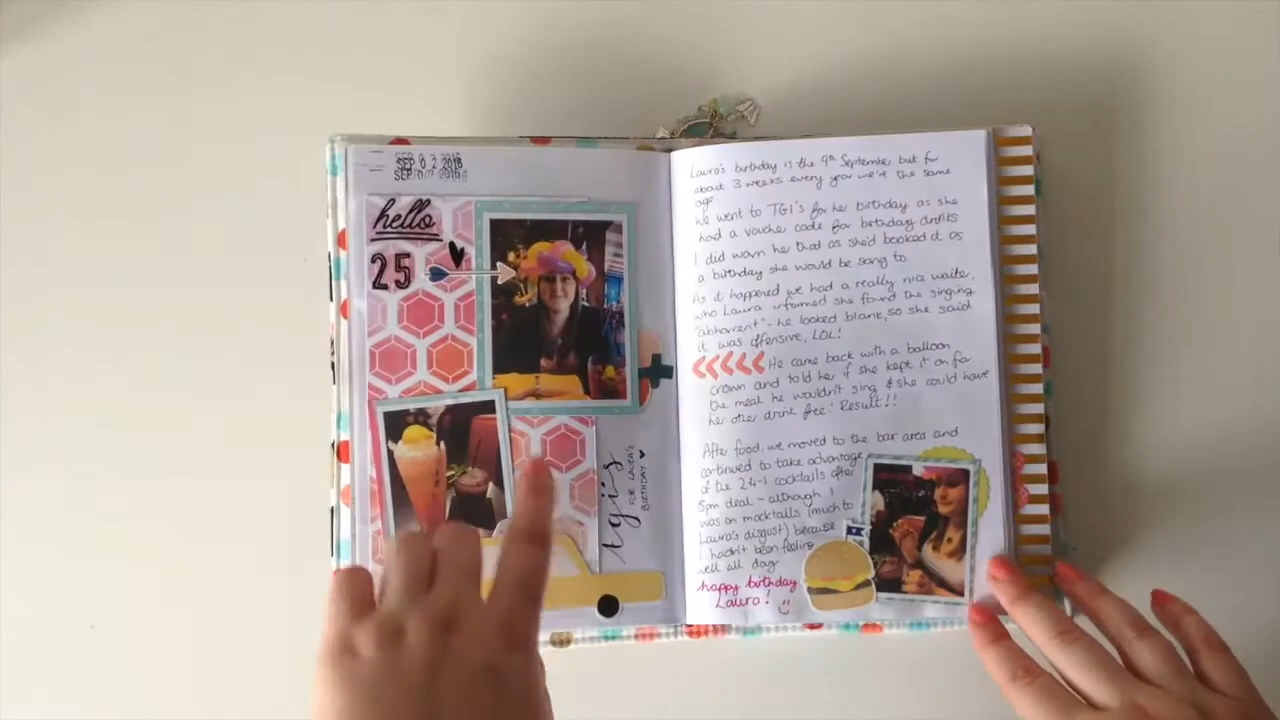 SEP 0 2 2016
hello
25
tgis
FOR LAURA'S
BIRTHDAY
Laura's birthday is the 9th September but for
about 3 weeks every year we're the same
age
We went to TGI's for her birthday as she
had a voucher code for birthday drinks
I did warn her that as she'd booked it as
a birthday she would be sang to
As it happened we had a really nice waiter,
who Laura informed she found the singing
"abhorrent" - he looked blank, so she said
it was offensive, LOL!
He came back with a balloon
crown and told her if she kept it on for
the meal he wouldn't sing & she could have
her other drink free! Result!!
After food, we moved to the bar area and
continued to take advantage
of the 2-4-1 cocktails after
8pm deal - although I
was on mocktails (much to
Laura's disgust) because
I hadn't been feeling
well all day
happy birthday
Laura!